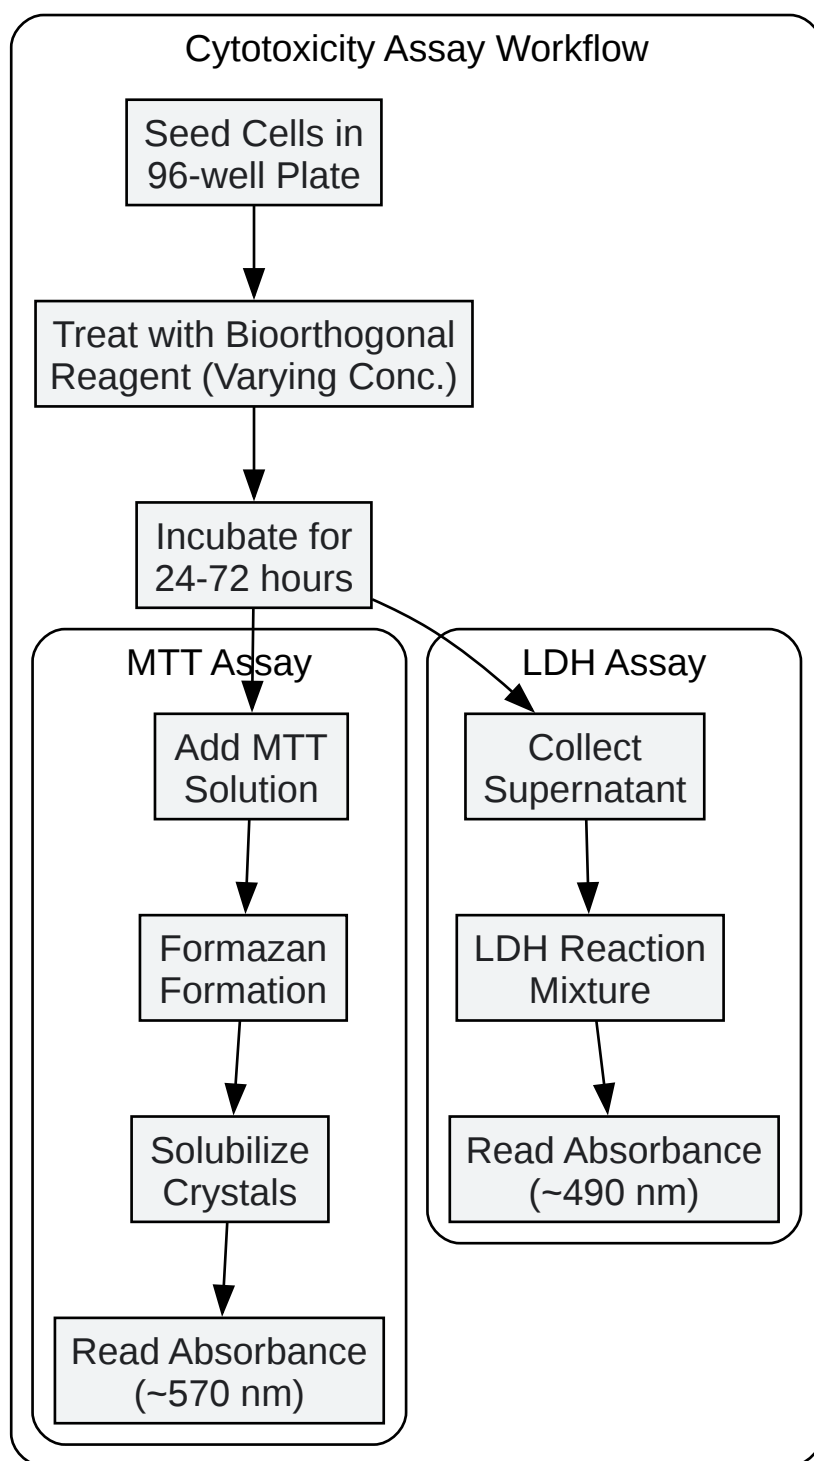 Cytotoxicity Assay Workflow
Seed Cells in
96-well Plate
Treat with Bioorthogonal
Reagent (Varying Conc.)
Incubate for
24-72 hours
MTT Assay
Add MTT
Solution
Formazan
Formation
Solubilize
Crystals
Read Absorbance
(~570 nm)
LDH Assay
Collect
Supernatant
LDH Reaction
Mixture
Read Absorbance
(~490 nm)